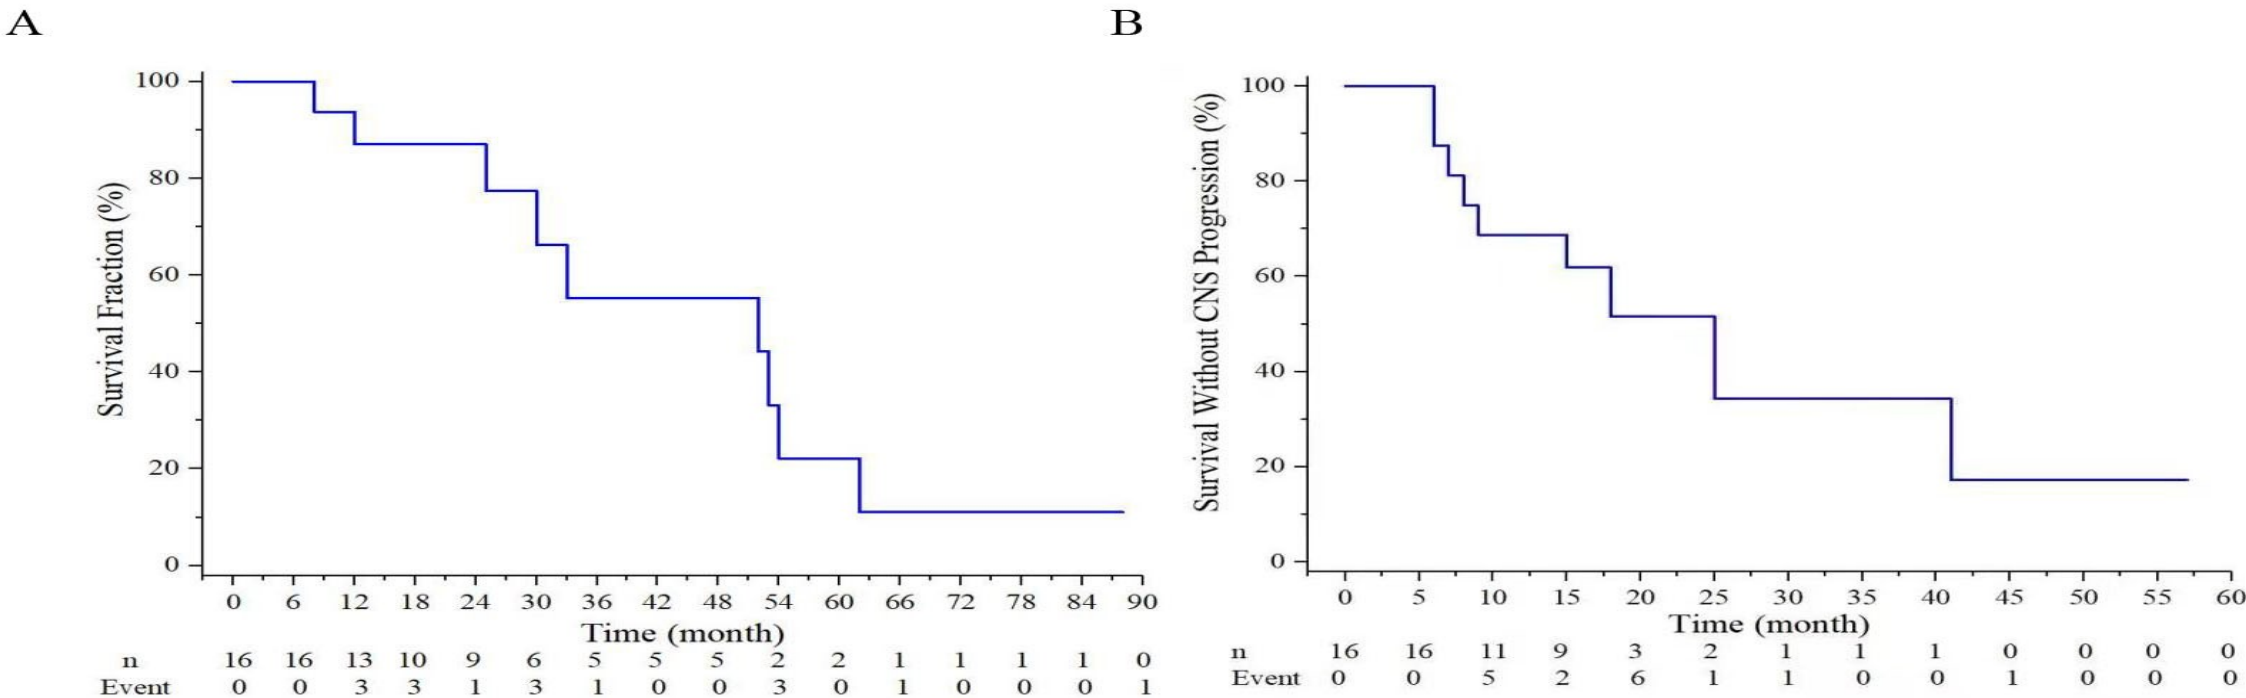 A
Survival Fraction (%)
100
80
60
40
20
0
0 6 12 18 24 30 36 42 48 54 60 66 72 78 84 90
Time (month)
n 16 16 13 10 9 6 5 5 5 2 2 1 1 1 1 0
Event 0 0 3 3 1 3 1 0 0 3 0 1 0 0 0 1
B
Survival Without CNS Progression (%)
100
80
60
40
20
0
0 5 10 15 20 25 30 35 40 45 50 55 60
Time (month)
n 16 16 11 9 3 2 1 1 1 0 0 0 0
Event 0 0 5 2 6 1 1 0 0 1 0 0 0